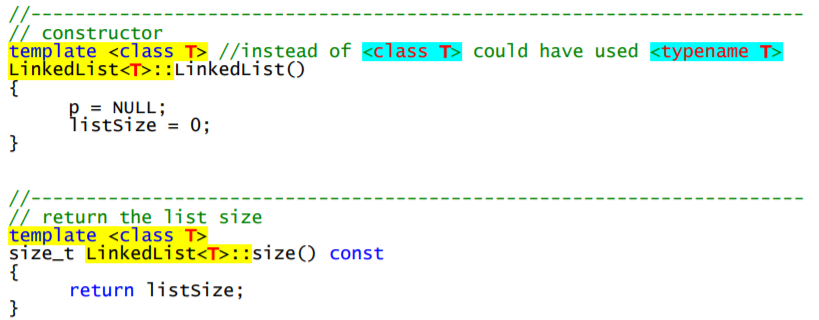 //----------------------------------------------------------------------
// constructor
template <class T> //instead of <class T> could have used <typename T>
LinkedList<T>::LinkedList()
{
p = NULL;
listSize = 0;
}
//----------------------------------------------------------------------
// return the list size
template <class T>
size_t LinkedList<T>::size() const
{
return listSize;
}